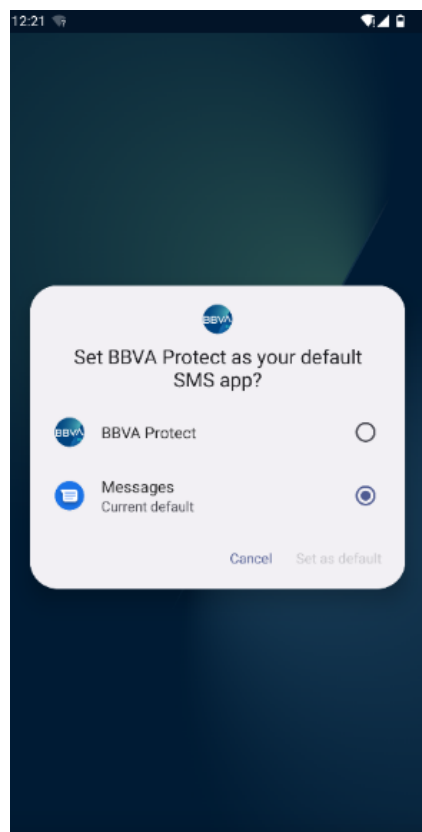 12:21
BBVA
Set BBVA Protect as your default
SMS app?
BBVA
BBVA Protect
Messages
Current default
Cancel
Set as default